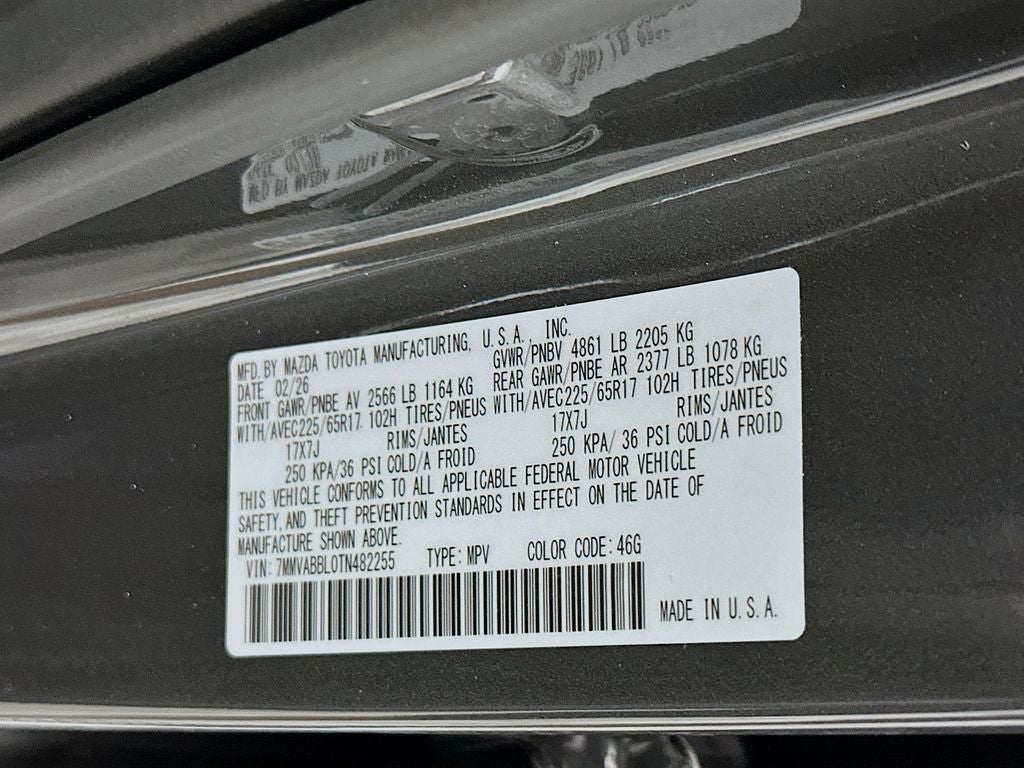 MFD. BY MAZDA TOYOTA MANUFACTURING, U.S.A., INC.
DATE 02/26 GVWR/PNBV 4861 LB 2205 KG
FRONT GAWR/PNBE AV 2566 LB 1164 KG REAR GAWR/PNBE AR 2377 LB 1078 KG
WITH/AVEC225/65R17 102H TIRES/PNEUS WITH/AVEC225/65R17 102H TIRES/PNEUS
17X7J RIMS/JANTES 17X7J RIMS/JANTES
250 KPA/36 PSI COLD/A FROID 250 KPA/ 36 PSI COLD/A FROID
THIS VEHICLE CONFORMS TO ALL APPLICABLE FEDERAL MOTOR VEHICLE
SAFETY, AND THEFT PREVENTION STANDARDS IN EFFECT ON THE DATE OF
MANUFACTURE SHOWN ABOVE.
VIN: 7MMVABBL0TN482255 TYPE: MPV COLOR CODE: 46G
MADE IN U.S.A.